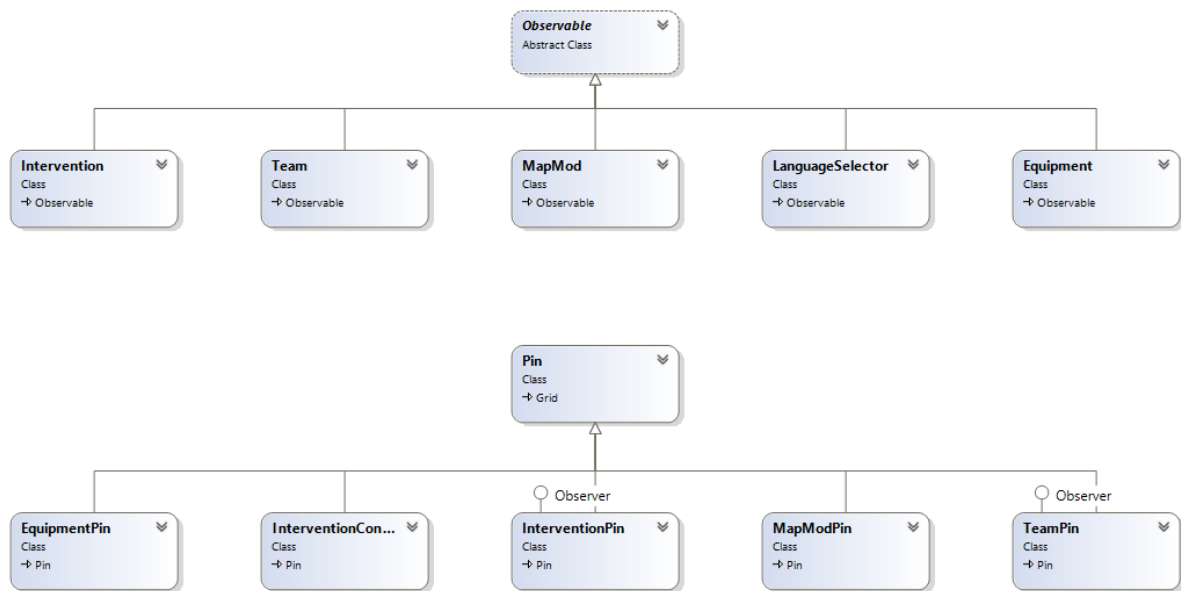 Observable
Abstract Class
Intervention
Class
Observable
Team
Class
Observable
MapMod
Class
Observable
LanguageSelector
Class
Observable
Equipment
Class
Observable
Pin
Class
Grid
Observer
Observer
EquipmentPin
Class
Pin
InterventionCon...
Class
Pin
InterventionPin
Class
Pin
MapModPin
Class
Pin
TeamPin
Class
Pin